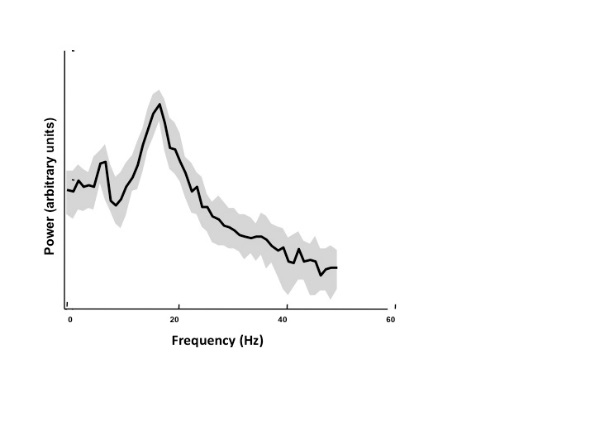 Power (arbitrary units)
0 20 40 60
Frequency (Hz)